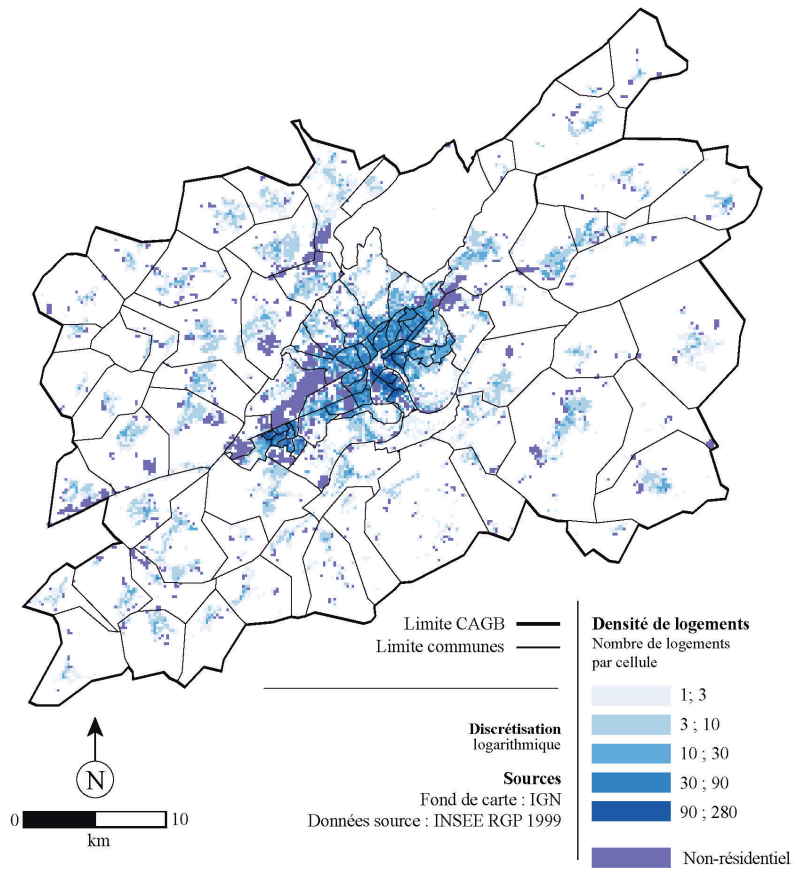 Limite CAGB
Limite communes
Discrétisation
logarithmique
Sources
Fond de carte : IGN
Données source : INSEE RGP 1999
Densité de logements
Nombre de logements
par cellule
1; 3
3 ; 10
10 ; 30
30 ; 90
90 ; 280
Non-résidentiel
N
0 10
km